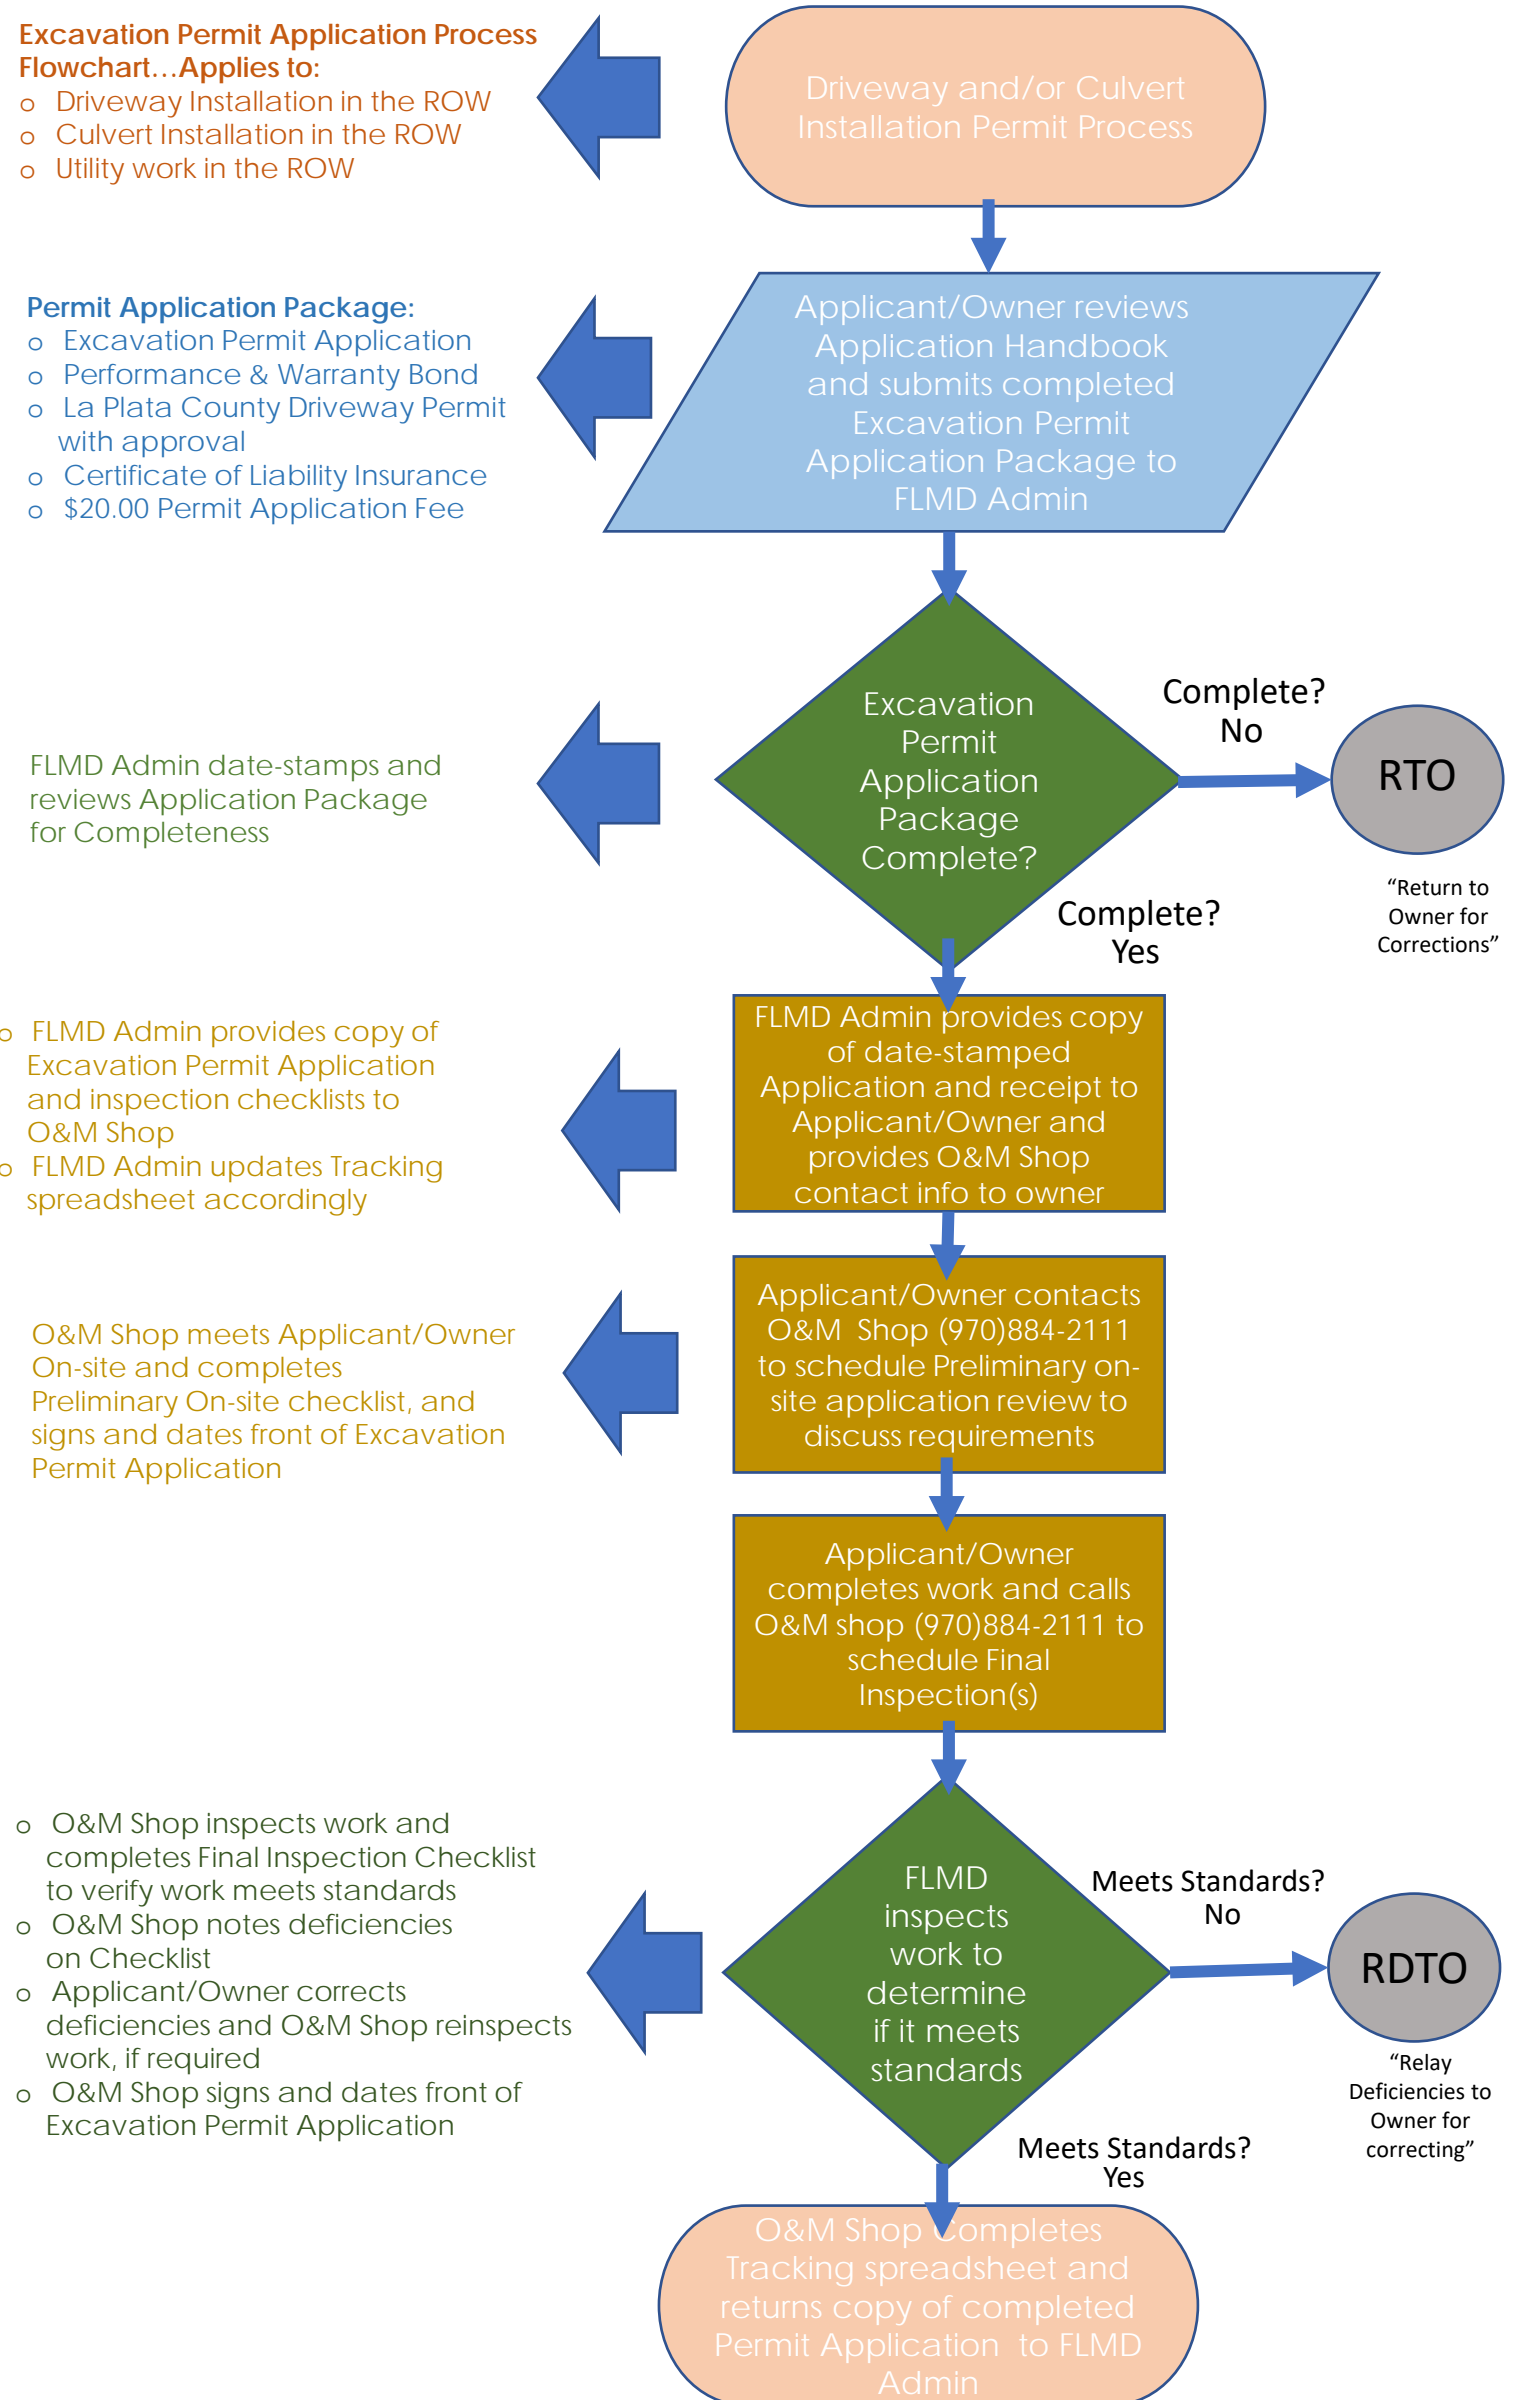 Excavation Permit Application Process
Flowchart…Applies to:
o Driveway Installation in the ROW
o Culvert Installation in the ROW
o Utility work in the ROW
Driveway and/or Culvert
Installation Permit Process
Permit Application Package:
o Excavation Permit Application
o Performance & Warranty Bond
o La Plata County Driveway Permit
with approval
o Certificate of Liability Insurance
o $20.00 Permit Application Fee
Applicant/Owner reviews
Application Handbook
and submits completed
Excavation Permit
Application Package to
FLMD Admin
FLMD Admin date-stamps and
reviews Application Package
for Completeness
Excavation
Permit
Application
Package
Complete?
Complete?
No
RTO
“Return to
Owner for
Corrections”
Complete?
Yes
o FLMD Admin provides copy of
Excavation Permit Application
and inspection checklists to
O&M Shop
o FLMD Admin updates Tracking
spreadsheet accordingly
FLMD Admin provides copy
of date-stamped
Application and receipt to
Applicant/Owner and
provides O&M Shop
contact info to owner
O&M Shop meets Applicant/Owner
On-site and completes
Preliminary On-site checklist, and
signs and dates front of Excavation
Permit Application
Applicant/Owner contacts
O&M Shop (970)884-2111
to schedule Preliminary on-
site application review to
discuss requirements
Applicant/Owner
completes work and calls
O&M shop (970)884-2111 to
schedule Final
Inspection(s)
o O&M Shop inspects work and
completes Final Inspection Checklist
to verify work meets standards
o O&M Shop notes deficiencies
on Checklist
o Applicant/Owner corrects
deficiencies and O&M Shop reinspects
work, if required
o O&M Shop signs and dates front of
Excavation Permit Application
FLMD
inspects
work to
determine
if it meets
standards
Meets Standards?
No
RDTO
“Relay
Deficiencies to
Owner for
correcting”
Meets Standards?
Yes
O&M Shop Completes
Tracking spreadsheet and
returns copy of completed
Permit Application to FLMD
Admin